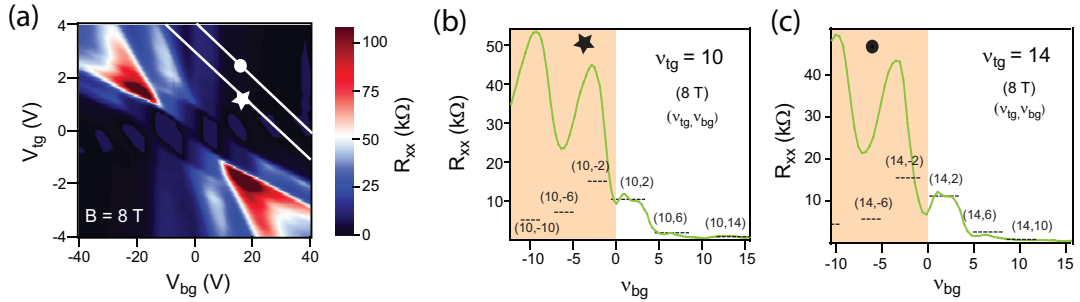 (a)
4
2
0
-2
-4
V_tg (V)
B = 8 T
-40 -20 0 20 40
V_bg (V)
100
75
50
25
0
R_xx (kΩ)
(b)
50
40
30
20
10
R_xx (kΩ)
ν_tg = 10
(8 T)
(ν_tg,ν_bg)
(10,-2)
(10,-6)
(10,-10)
(10,2)
(10,6)
(10,14)
-10 -5 0 5 10 15
ν_bg
(c)
50
40
30
20
10
R_xx (kΩ)
ν_tg = 14
(8 T)
(ν_tg,ν_bg)
(14,-2)
(14,-6)
(14,2)
(14,6)
(14,10)
-10 -5 0 5 10 15
ν_bg